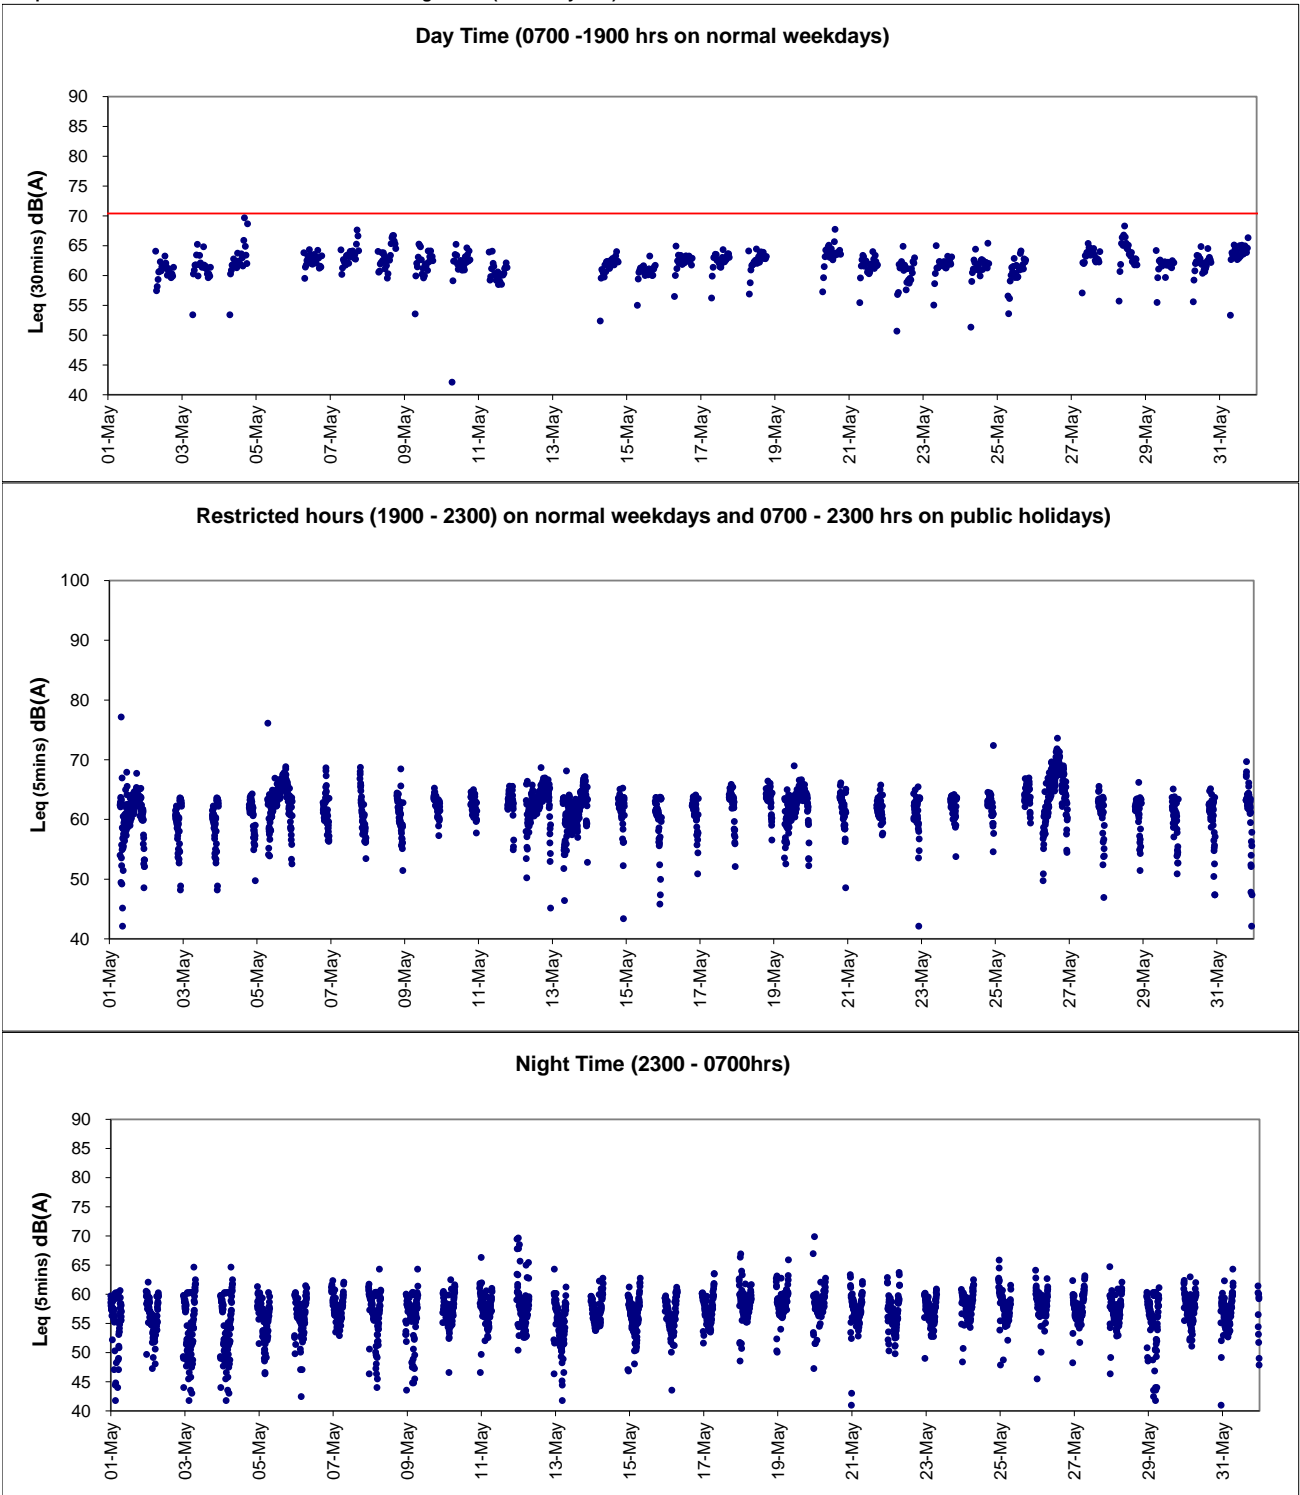 Day Time (0700 -1900 hrs on normal weekdays)
90
85
80
75
70
65
60
55
50
45
40
Leq (30mins) dB(A)
01-May
03-May
05-May
07-May
09-May
11-May
13-May
15-May
17-May
19-May
21-May
23-May
25-May
27-May
29-May
31-May
Restricted hours (1900 - 2300) on normal weekdays and 0700 - 2300 hrs on public holidays)
100
90
80
70
60
50
40
Leq (5mins) dB(A)
01-May
03-May
05-May
07-May
09-May
11-May
13-May
15-May
17-May
19-May
21-May
23-May
25-May
27-May
29-May
31-May
Night Time (2300 - 0700hrs)
90
85
80
75
70
65
60
55
50
45
40
Leq (5mins) dB(A)
01-May
03-May
05-May
07-May
09-May
11-May
13-May
15-May
17-May
19-May
21-May
23-May
25-May
27-May
29-May
31-May